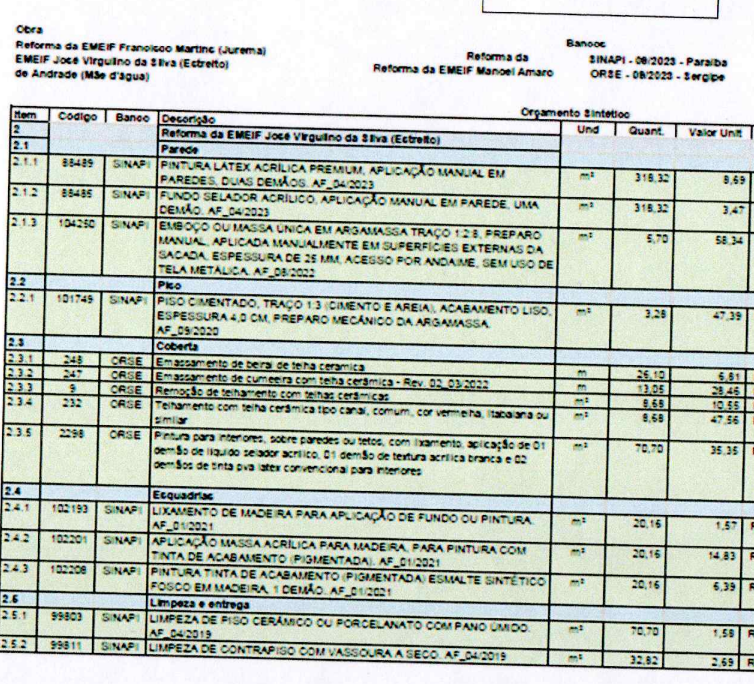 Obra
Reforma da EMEIF Francisco Martins (Jurema)
EMEIF José Virgulino da Silva (Estreito)
de Andrade (Mãe d'água)
Reforma da
Reforma da EMEIF Manoel Amaro
Bancos
SINAPI - 08/2023 - Paraíba
ORSE - 08/2023 - Sergipe
Orçamento Sintético
Item Código Banco Descrição Und Quant. Valor Unit
2 Reforma da EMEIF José Virgulino da Silva (Estreito)
2.1 Parede
2.1.1 88489 SINAPI PINTURA LÁTEX ACRÍLICA PREMIUM, APLICAÇÃO MANUAL EM m² 318,32 8,69
PAREDES, DUAS DEMÃOS. AF_04/2023
2.1.2 88485 SINAPI FUNDO SELADOR ACRÍLICO, APLICAÇÃO MANUAL EM PAREDE, UMA m² 318,32 3,47
DEMÃO. AF_04/2023
2.1.3 104250 SINAPI EMBOÇO OU MASSA ÚNICA EM ARGAMASSA TRAÇO 1:2:8, PREPARO m² 5,70 58,34
MANUAL, APLICADA MANUALMENTE EM SUPERFÍCIES EXTERNAS DA
SACADA, ESPESSURA DE 25 MM, ACESSO POR ANDAIME, SEM USO DE
TELA METÁLICA. AF_08/2022
2.2 Piso
2.2.1 101749 SINAPI PISO CIMENTADO, TRAÇO 1:3 (CIMENTO E AREIA), ACABAMENTO LISO, m² 3,28 47,39
ESPESSURA 4,0 CM, PREPARO MECÂNICO DA ARGAMASSA.
AF_09/2020
2.3 Coberta
2.3.1 248 ORSE Emassamento de beiral de telha ceramica m 26,10 6,81
2.3.2 247 ORSE Emassamento de cumeeira com telha cerâmica - Rev. 02_03/2022 m 13,05 28,46
2.3.3 9 ORSE Remoção de telhamento com telhas cerâmicas m² 8,68 10,55
2.3.4 232 ORSE Telhamento com telha cerâmica tipo canal, comum, cor vermelha, Itabaiana ou m² 8,68 47,56
similar
2.3.5 2298 ORSE Pintura para interiores, sobre paredes ou tetos, com lixamento, aplicação de 01 m² 70,70 35,35
demão de líquido selador acrílico, 01 demão de textura acrílica branca e 02
demãos de tinta pva latex convencional para interiores
2.4 Esquadrias
2.4.1 102193 SINAPI LIXAMENTO DE MADEIRA PARA APLICAÇÃO DE FUNDO OU PINTURA. m² 20,16 1,57 R
AF_01/2021
2.4.2 102201 SINAPI APLICAÇÃO MASSA ACRÍLICA PARA MADEIRA, PARA PINTURA COM m² 20,16 14,83 R
TINTA DE ACABAMENTO (PIGMENTADA). AF_01/2021
2.4.3 102208 SINAPI PINTURA TINTA DE ACABAMENTO (PIGMENTADA) ESMALTE SINTÉTICO m² 20,16 6,39 R
FOSCO EM MADEIRA, 1 DEMÃO. AF_01/2021
2.5 Limpeza e entrega
2.5.1 99803 SINAPI LIMPEZA DE PISO CERÂMICO OU PORCELANATO COM PANO ÚMIDO. m² 70,70 1,58 R
AF_04/2019
2.5.2 99811 SINAPI LIMPEZA DE CONTRAPISO COM VASSOURA A SECO. AF_04/2019 m² 32,82 2,69 R